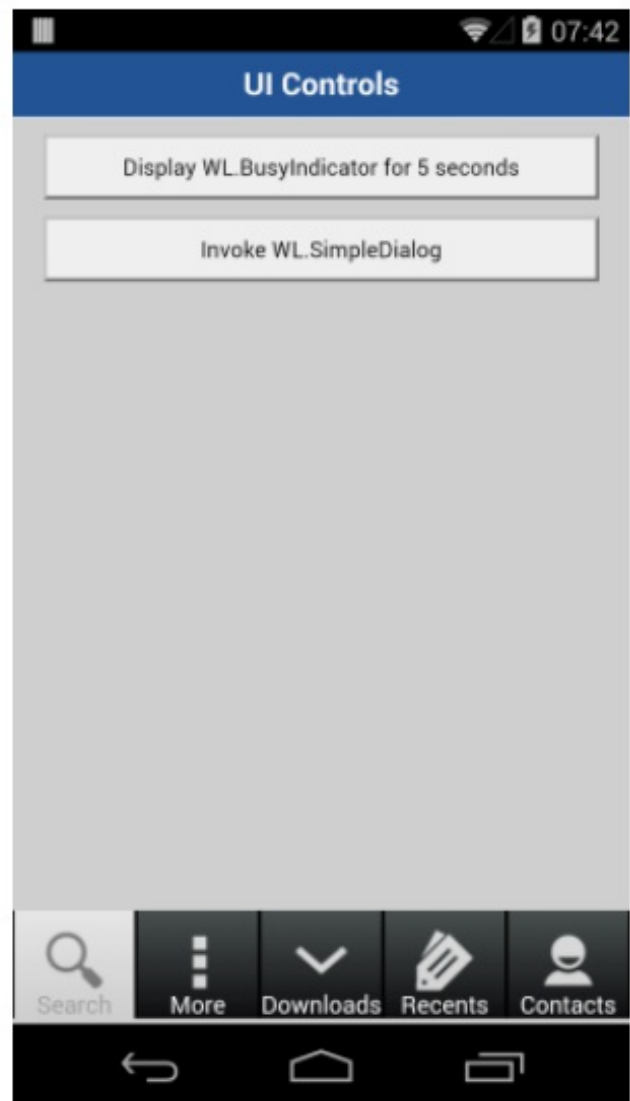 07:42
UI Controls
Display WL.BusyIndicator for 5 seconds
Invoke WL.SimpleDialog
Search More Downloads Recents Contacts